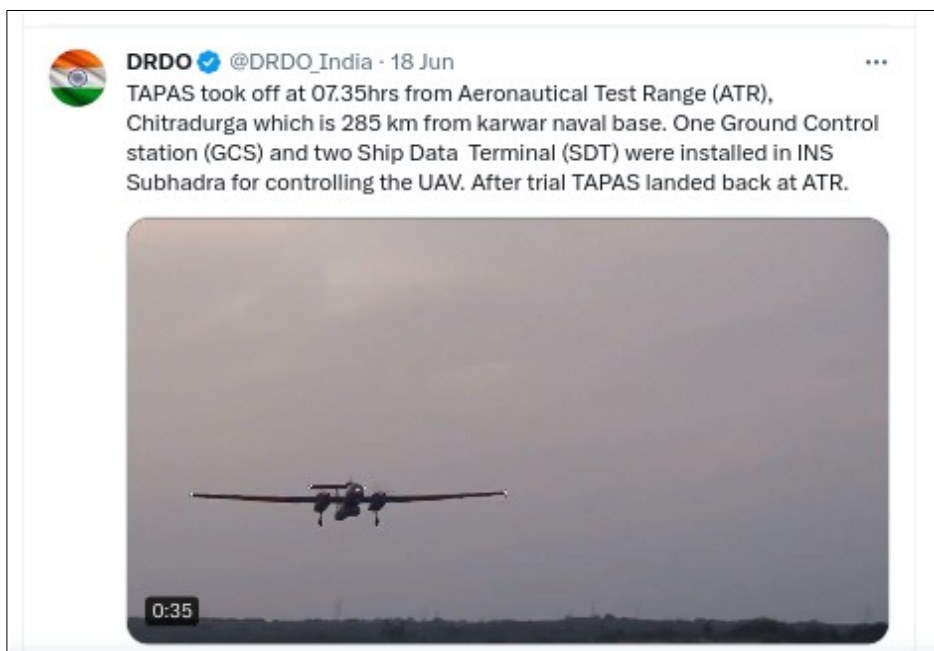 DRDO @DRDO_India · 18 Jun
TAPAS took off at 07.35hrs from Aeronautical Test Range (ATR),
Chitradurga which is 285 km from karwar naval base. One Ground Control
station (GCS) and two Ship Data  Terminal (SDT) were installed in INS
Subhadra for controlling the UAV. After trial TAPAS landed back at ATR.
0:35